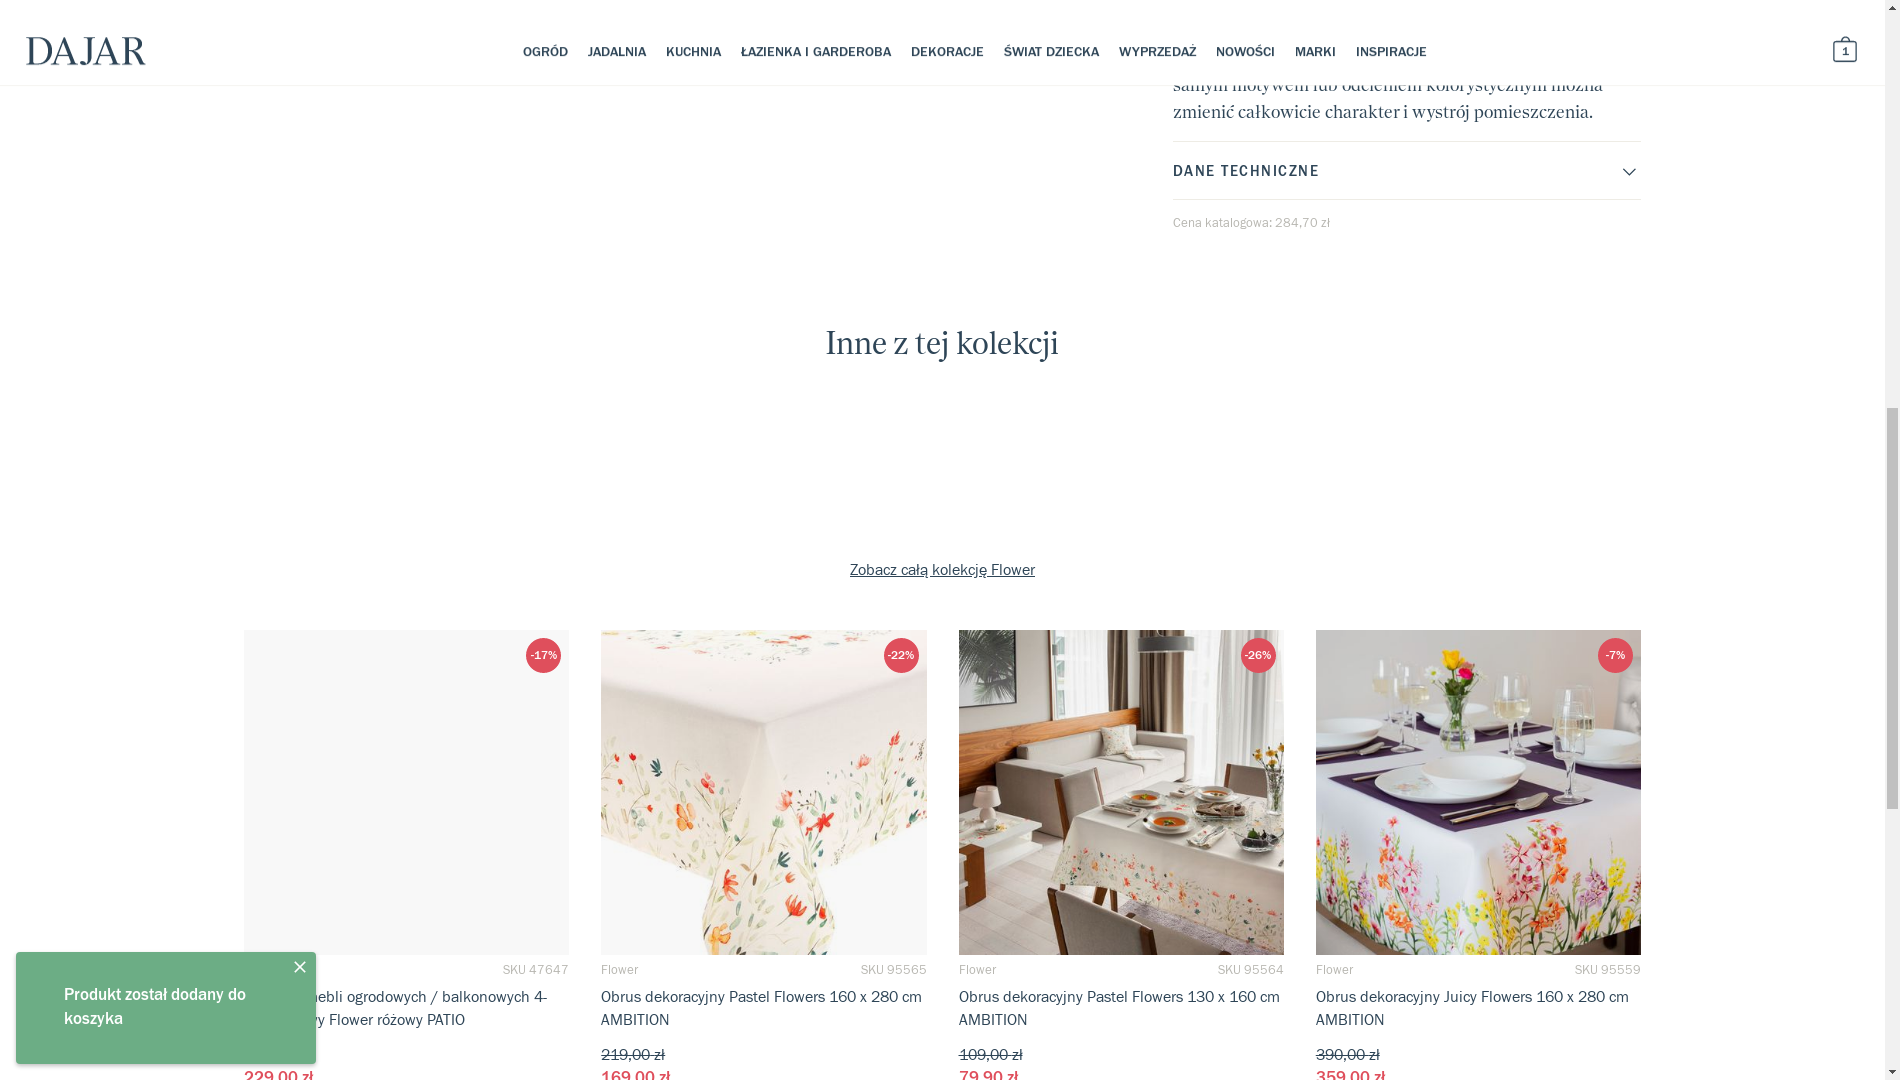 DAJAR
OGRÓD JADALNIA KUCHNIA ŁAZIENKA I GARDEROBA DEKORACJE ŚWIAT DZIECKA WYPRZEDAŻ NOWOŚCI MARKI INSPIRACJE
1
samym motywem lub odcieniem kolorystycznym można
zmienić całkowicie charakter i wystrój pomieszczenia.
DANE TECHNICZNE
Cena katalogowa: 284,70 zł
Inne z tej kolekcji
Zobacz całą kolekcję Flower
-17%
-22%
-26%
-7%
SKU 47647
Flower SKU 95565
Flower SKU 95564
Flower SKU 95559
ogrodowych / balkonowych 4-
Flower różowy PATIO
229,00 zł
Obrus dekoracyjny Pastel Flowers 160 x 280 cm
AMBITION
219,00 zł
169,00 zł
Obrus dekoracyjny Pastel Flowers 130 x 160 cm
AMBITION
109,00 zł
79,90 zł
Obrus dekoracyjny Juicy Flowers 160 x 280 cm
AMBITION
390,00 zł
359,00 zł
Produkt został dodany do
koszyka